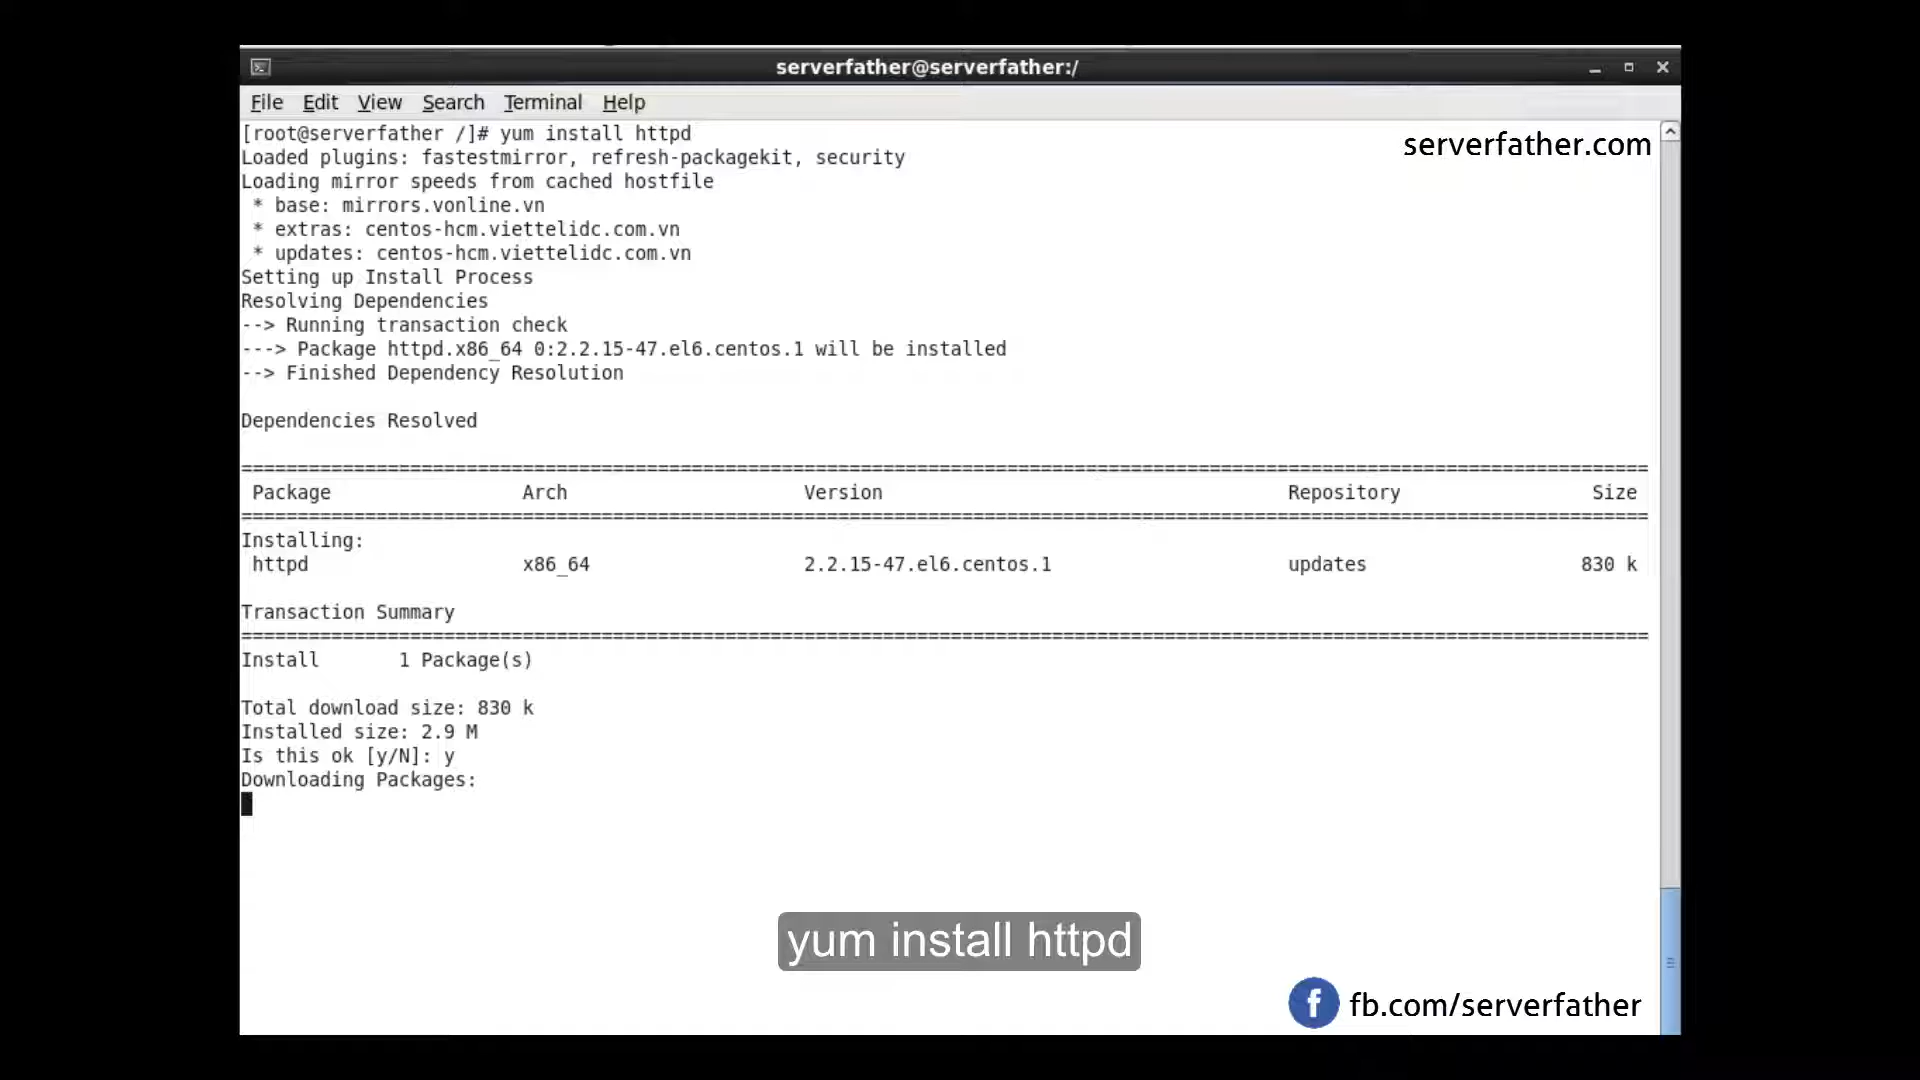 serverfather@serverfather:/
File Edit View Search Terminal Help
[root@serverfather /]# yum install httpd
serverfather.com
Loaded plugins: fastestmirror, refresh-packagekit, security
Loading mirror speeds from cached hostfile
 * base: mirrors.vonline.vn
 * extras: centos-hcm.viettelidc.com.vn
 * updates: centos-hcm.viettelidc.com.vn
Setting up Install Process
Resolving Dependencies
--> Running transaction check
---> Package httpd.x86_64 0:2.2.15-47.el6.centos.1 will be installed
--> Finished Dependency Resolution
Dependencies Resolved
Package Arch Version Repository Size
Installing:
httpd x86_64 2.2.15-47.el6.centos.1 updates 830 k
Transaction Summary
Install 1 Package(s)
Total download size: 830 k
Installed size: 2.9 M
Is this ok [y/N]: y
Downloading Packages:
yum install httpd
f fb.com/serverfather